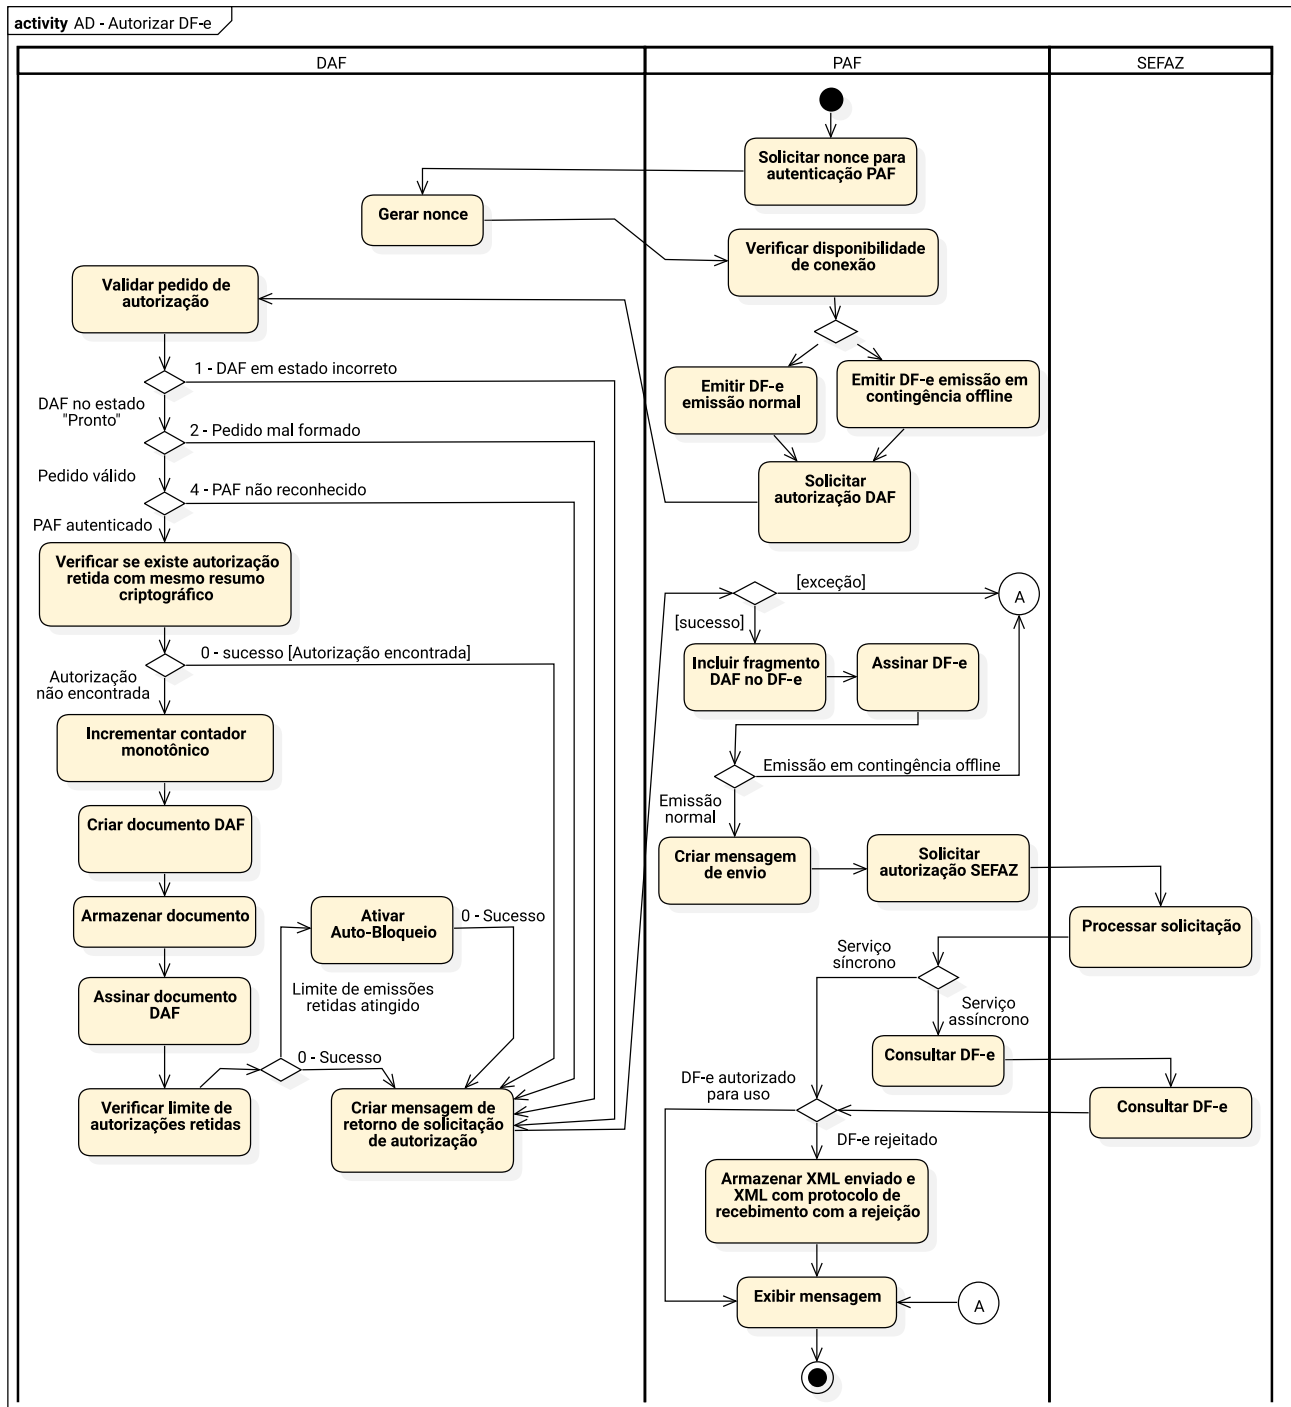 activity AD - Autorizar DF-e
DAF
PAF
SEFAZ
Solicitar nonce para
autenticação PAF
Gerar nonce
Verificar disponibilidade
de conexão
Validar pedido de
autorização
1 - DAF em estado incorreto
Emitir DF-e
emissão normal
Emitir DF-e emissão em
contingência offline
DAF no estado
"Pronto"
2 - Pedido mal formado
Pedido válido
4 - PAF não reconhecido
Solicitar
autorização DAF
PAF autenticado
Verificar se existe autorização
retida com mesmo resumo
criptográfico
[exceção]
A
[sucesso]
0 - sucesso [Autorização encontrada]
Autorização
não encontrada
Incluir fragmento
DAF no DF-e
Assinar DF-e
Incrementar contador
monotônico
Emissão em contingência offline
Emissão
normal
Criar documento DAF
Criar mensagem
de envio
Solicitar
autorização SEFAZ
Armazenar documento
Ativar
Auto-Bloqueio
0 - Sucesso
Processar solicitação
Serviço
síncrono
Assinar documento
DAF
Limite de emissões
retidas atingido
Serviço
assíncrono
Consultar DF-e
0 - Sucesso
Verificar limite de
autorizações retidas
Criar mensagem de
retorno de solicitação
de autorização
DF-e autorizado
para uso
Consultar DF-e
DF-e rejeitado
Armazenar XML enviado e
XML com protocolo de
recebimento com a rejeição
Exibir mensagem
A